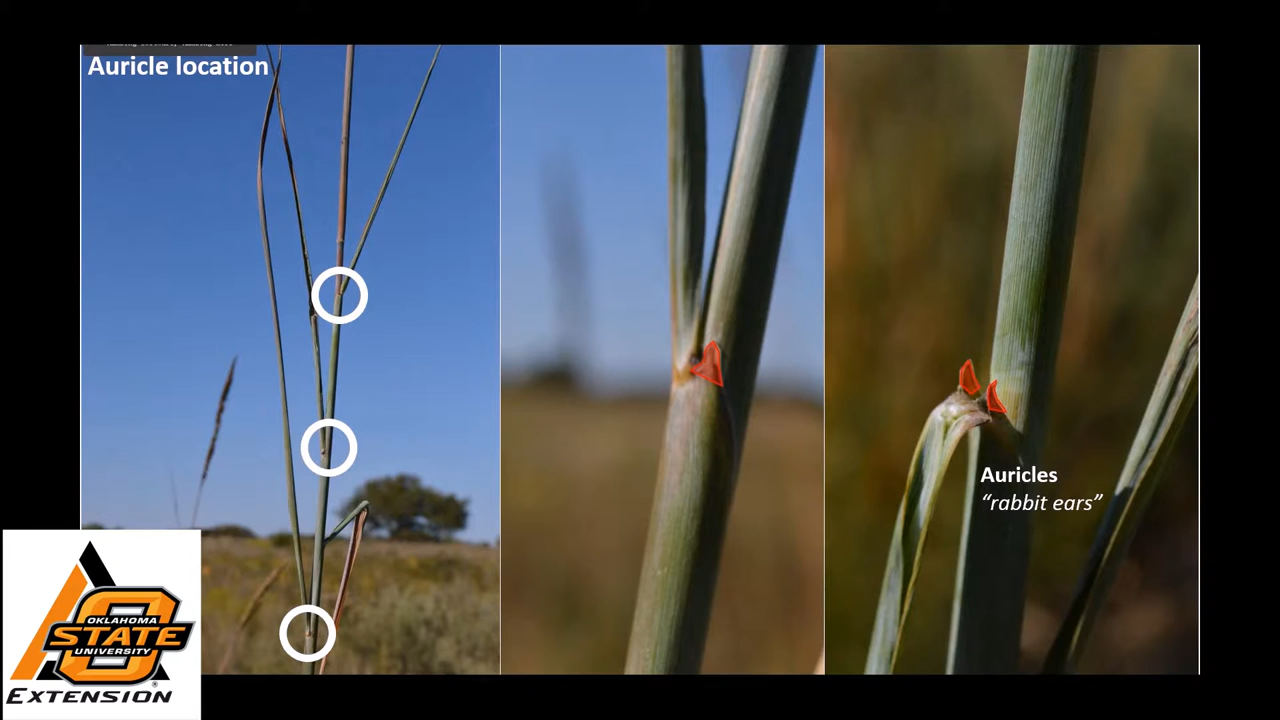 Auricle location
Auricles
“rabbit ears”
OKLAHOMA
STATE
UNIVERSITY
®
EXTENSION